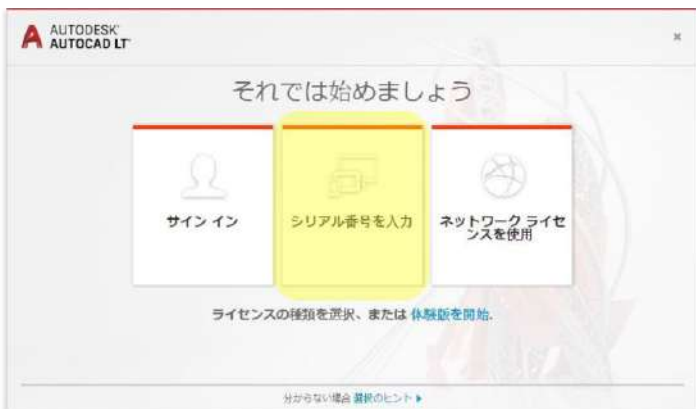 AUTODESK®
AUTOCAD LT®
それでは始めましょう
サイン イン
シリアル番号を入力
ネットワーク ライセ
ンスを使用
ライセンスの種類を選択、または 体験版を開始.
分からない場合 選択のヒント